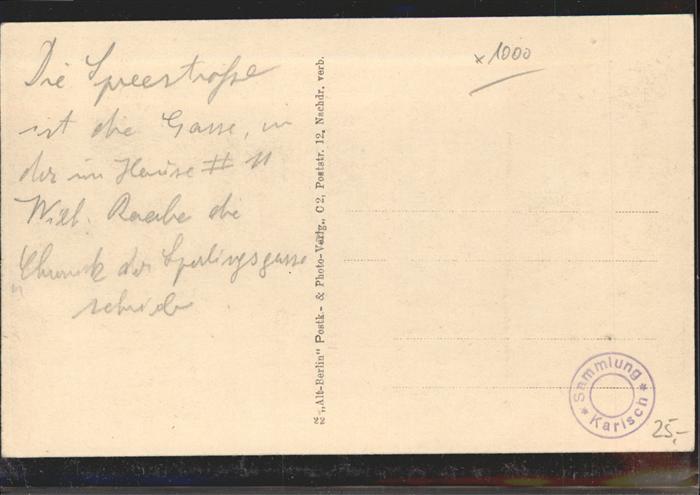 Die Spreestraße
ist die Gasse, in
der im Hause # 11
Wilh. Raabe die
"Chronik der Sperlingsgasse
schrieb
x 1000
"Alt-Berlin" Postk.- & Photo-Verlg., C 2, Poststr. 12, Nachdr. verb.
* Sammlung *
Karisch
25,-